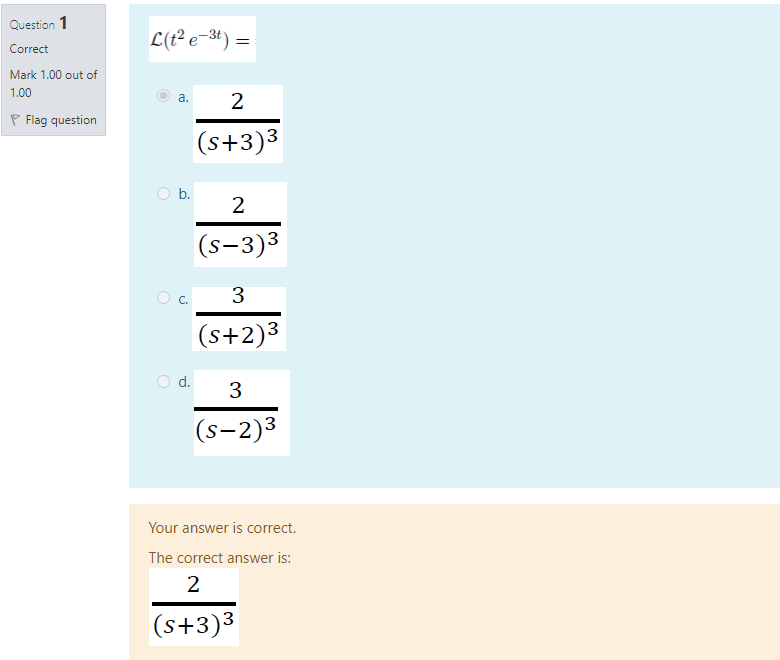 Question 1
Correct
Mark 1.00 out of
1.00
Flag question
ℒ(t² e⁻³ᵗ) =
a.
2
(s+3)³
b.
2
(s−3)³
c.
3
(s+2)³
d.
3
(s−2)³
Your answer is correct.
The correct answer is:
2
(s+3)³